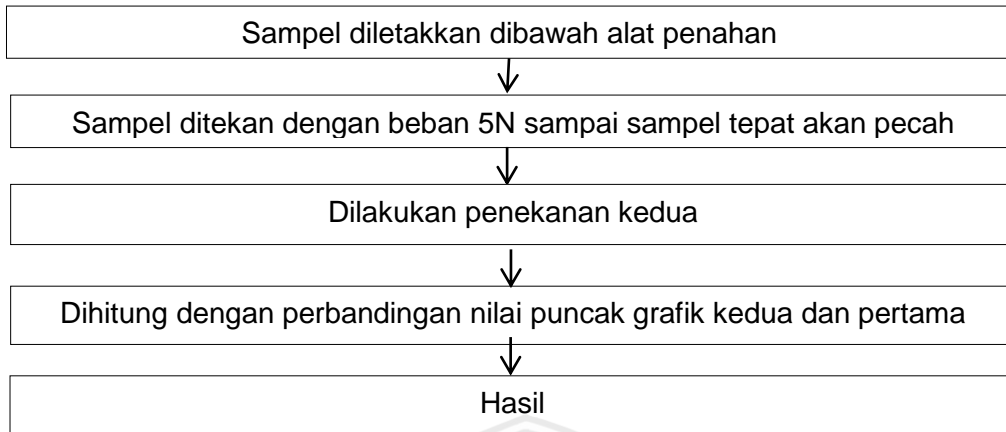 Sampel diletakkan dibawah alat penahan
Sampel ditekan dengan beban 5N sampai sampel tepat akan pecah
Dilakukan penekanan kedua
Dihitung dengan perbandingan nilai puncak grafik kedua dan pertama
Hasil